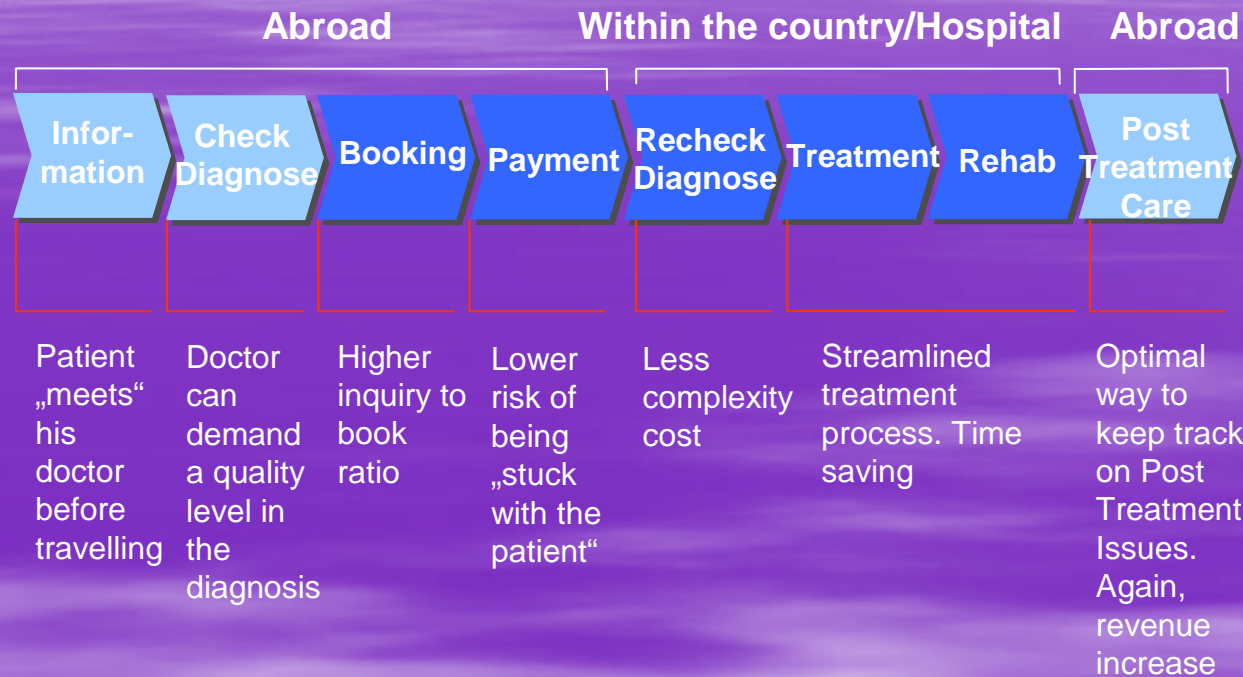 Abroad
Within the country/Hospital
Abroad
Infor-
mation
Check
Diagnose
Booking
Payment
Recheck
Diagnose
Treatment
Rehab
Post
Treatment
Care
Patient
„meets“
his
doctor
before
travelling
Doctor
can
demand
a quality
level in
the
diagnosis
Higher
inquiry to
book
ratio
Lower
risk of
being
„stuck
with the
patient“
Less
complexity
cost
Streamlined
treatment
process. Time
saving
Optimal
way to
keep track
on Post
Treatment
Issues.
Again,
revenue
increase